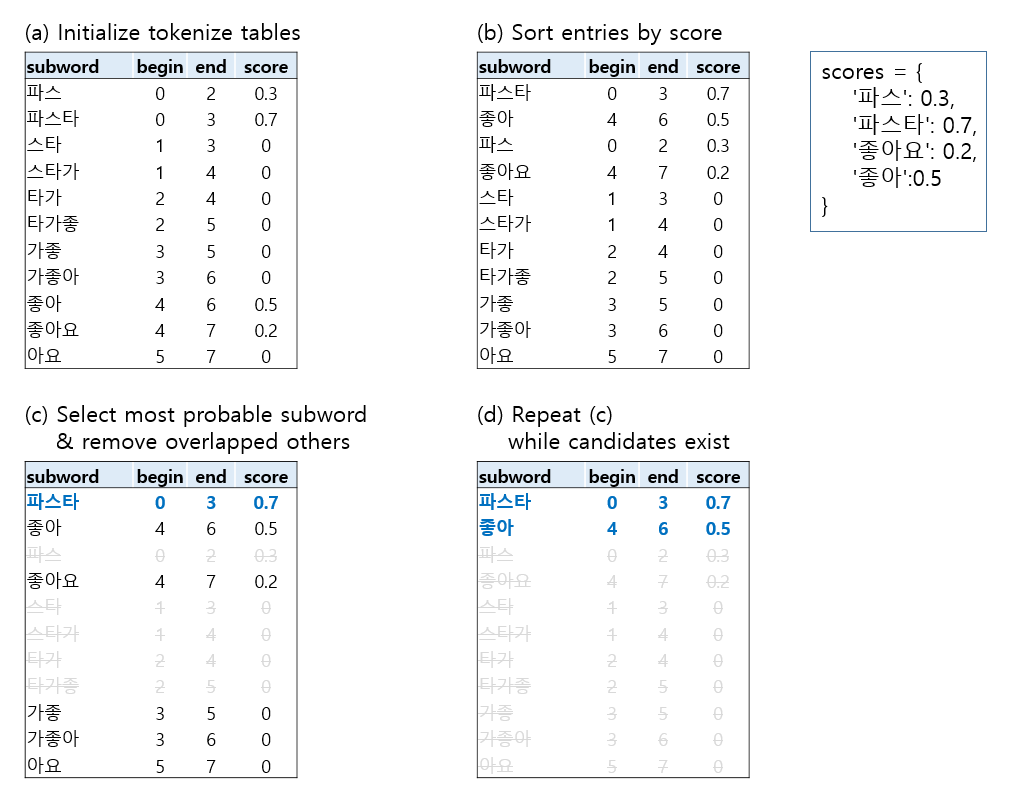 (a) Initialize tokenize tables
subword begin end score
파스 0 2 0.3
파스타 0 3 0.7
스타 1 3 0
스타가 1 4 0
타가 2 4 0
타가좋 2 5 0
가좋 3 5 0
가좋아 3 6 0
좋아 4 6 0.5
좋아요 4 7 0.2
아요 5 7 0
(b) Sort entries by score
subword begin end score
파스타 0 3 0.7
좋아 4 6 0.5
파스 0 2 0.3
좋아요 4 7 0.2
스타 1 3 0
스타가 1 4 0
타가 2 4 0
타가좋 2 5 0
가좋 3 5 0
가좋아 3 6 0
아요 5 7 0
scores = {
'파스': 0.3,
'파스타': 0.7,
'좋아요': 0.2,
'좋아':0.5
}
(c) Select most probable subword
& remove overlapped others
subword begin end score
파스타 0 3 0.7
좋아 4 6 0.5
파스 0 2 0.3
좋아요 4 7 0.2
스타 1 3 0
스타가 1 4 0
타가 2 4 0
타가좋 2 5 0
가좋 3 5 0
가좋아 3 6 0
아요 5 7 0
(d) Repeat (c)
while candidates exist
subword begin end score
파스타 0 3 0.7
좋아 4 6 0.5
파스 0 2 0.3
좋아요 4 7 0.2
스타 1 3 0
스타가 1 4 0
타가 2 4 0
타가좋 2 5 0
가좋 3 5 0
가좋아 3 6 0
아요 5 7 0